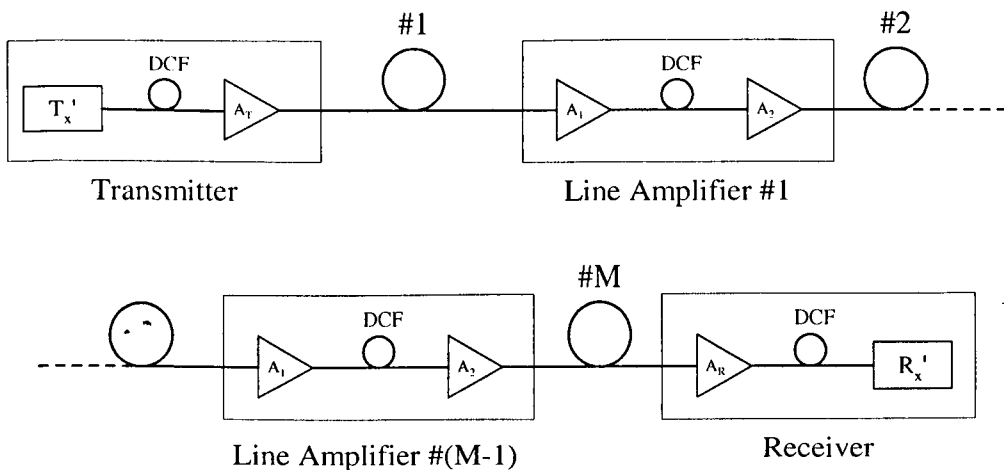 #1
#2
DCF
DCF
Tx'
AT
A1
A2
Transmitter
Line Amplifier #1
#M
DCF
DCF
A1
A2
AR
Rx'
Line Amplifier #(M-1)
Receiver